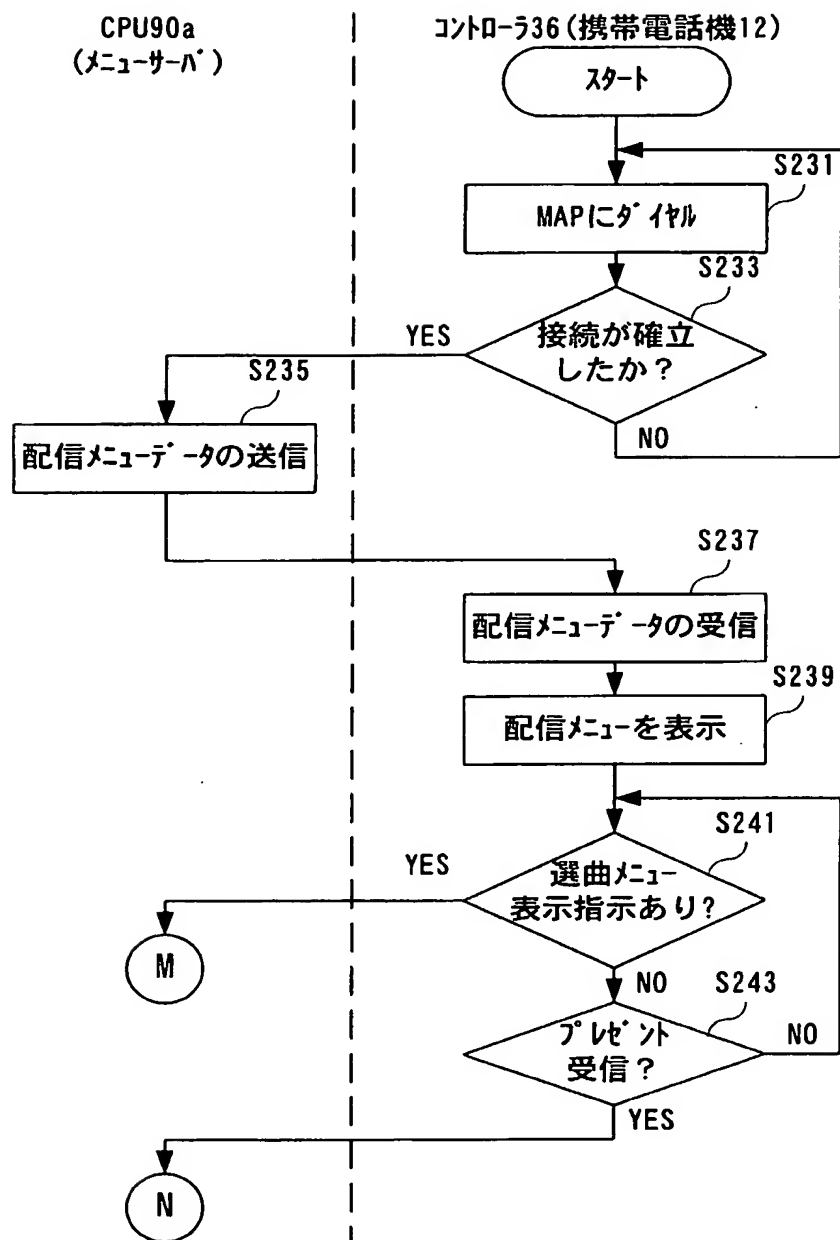 CPU90a
(メニューサーバ)
コントローラ36(携帯電話機12)
スタート
S231
MAPにダイヤル
S233
接続が確立
したか?
YES
NO
S235
配信メニューデータの送信
S237
配信メニューデータの受信
S239
配信メニューを表示
S241
選曲メニュー
表示指示あり?
YES
M
NO
S243
プレゼント
受信?
NO
YES
N